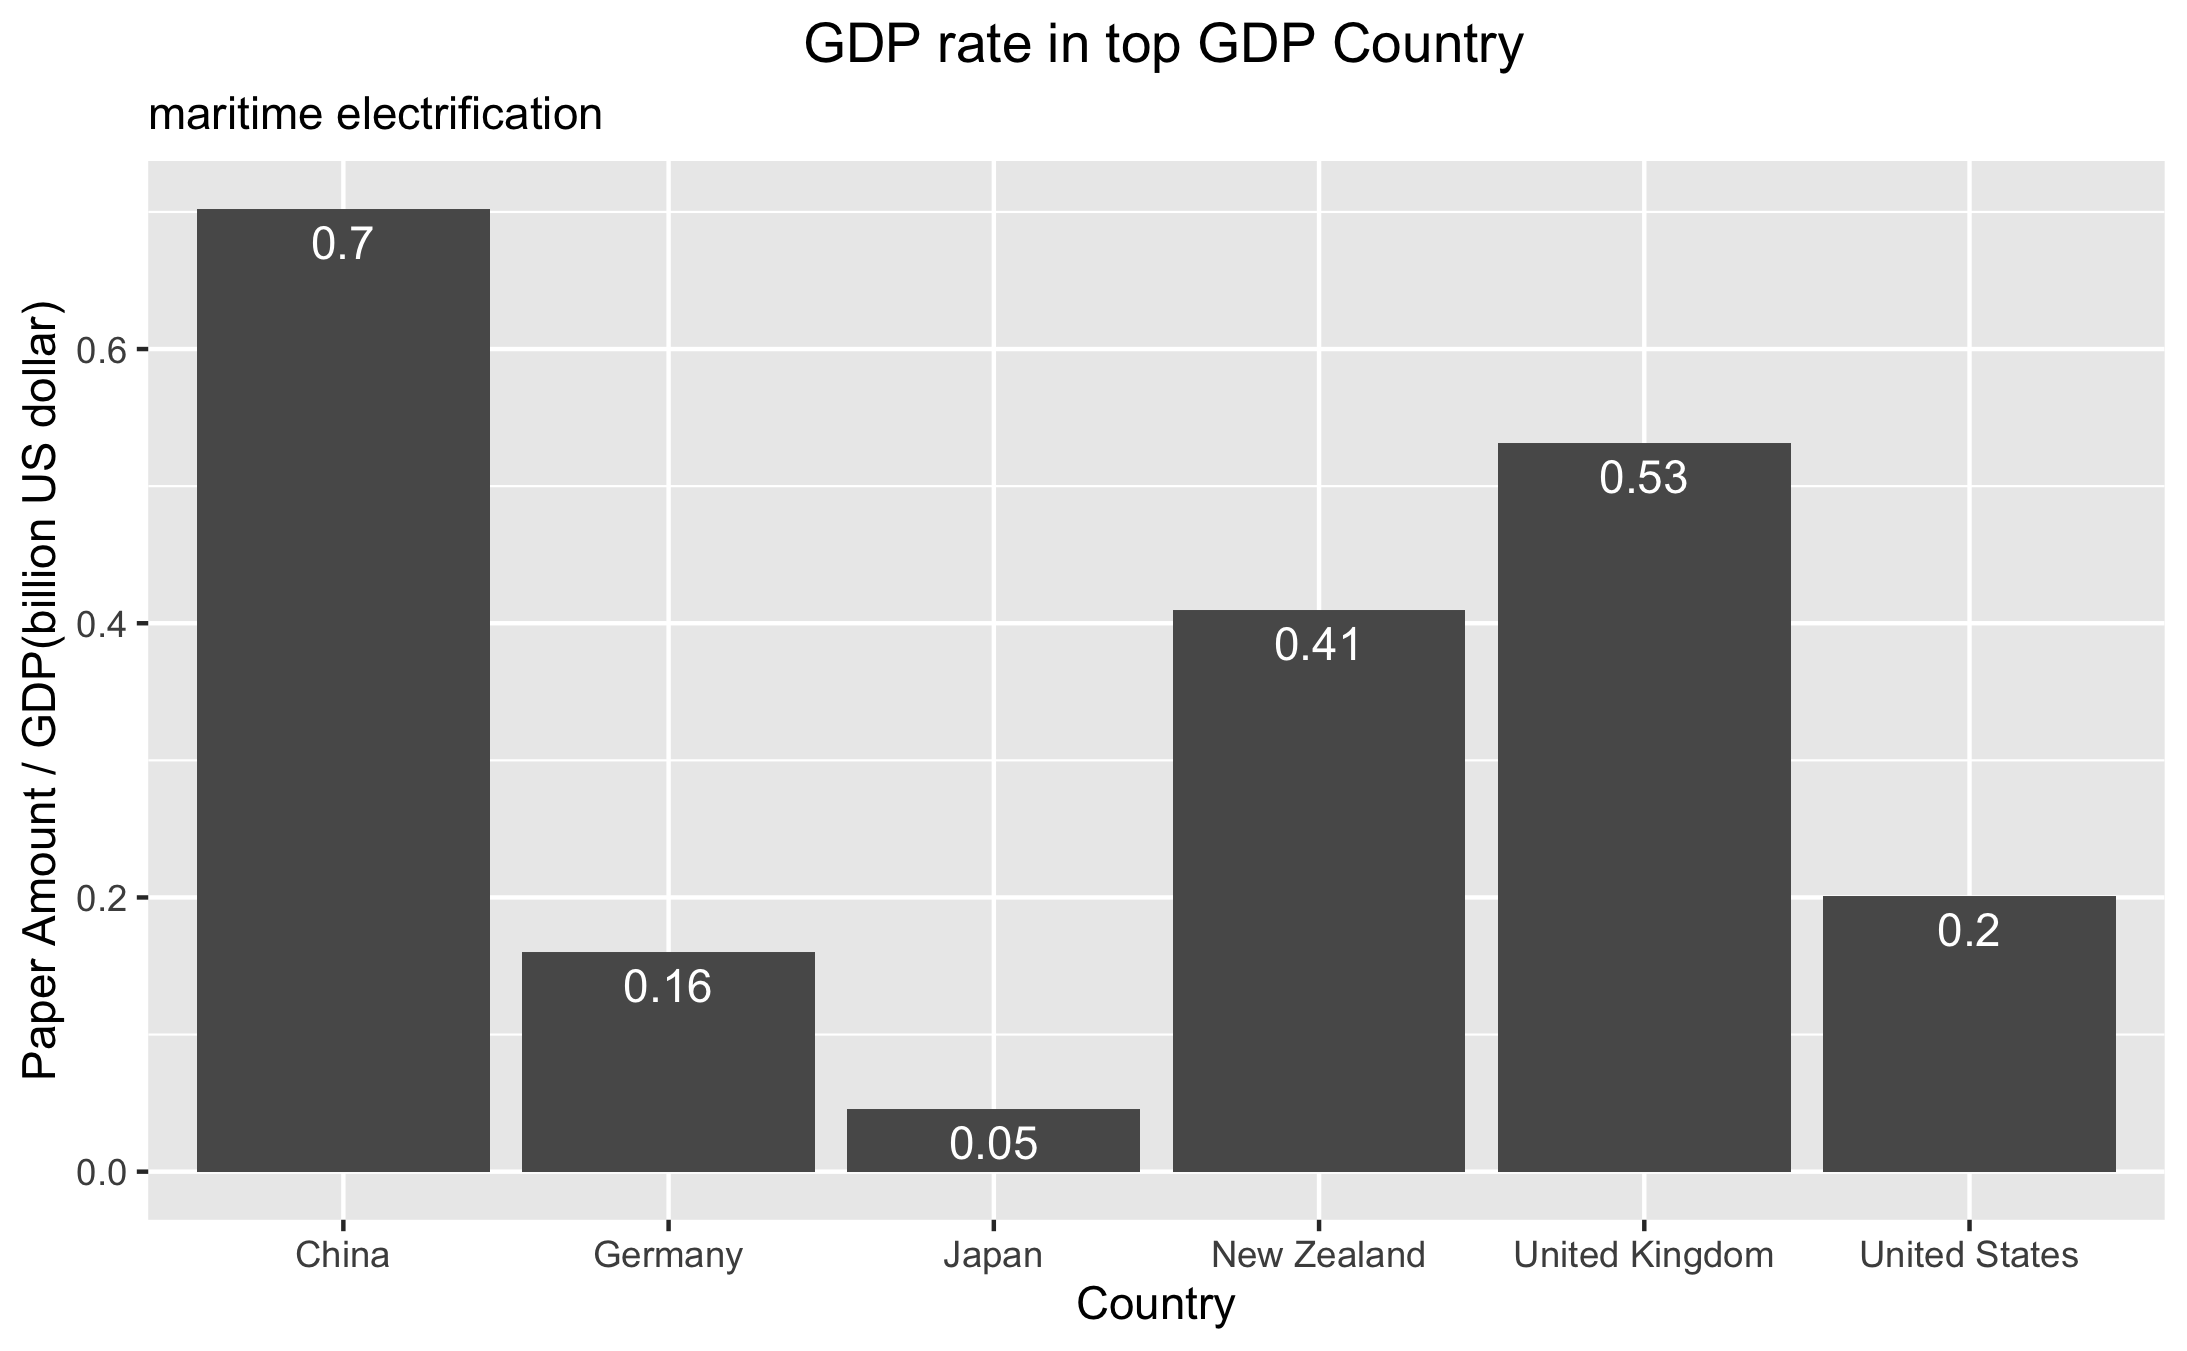 GDP rate in top GDP Country
maritime electrification
Paper Amount / GDP(billion US dollar)
0.6
0.4
0.2
0.0
0.7
0.16
0.05
0.41
0.53
0.2
China
Germany
Japan
New Zealand
United Kingdom
United States
Country